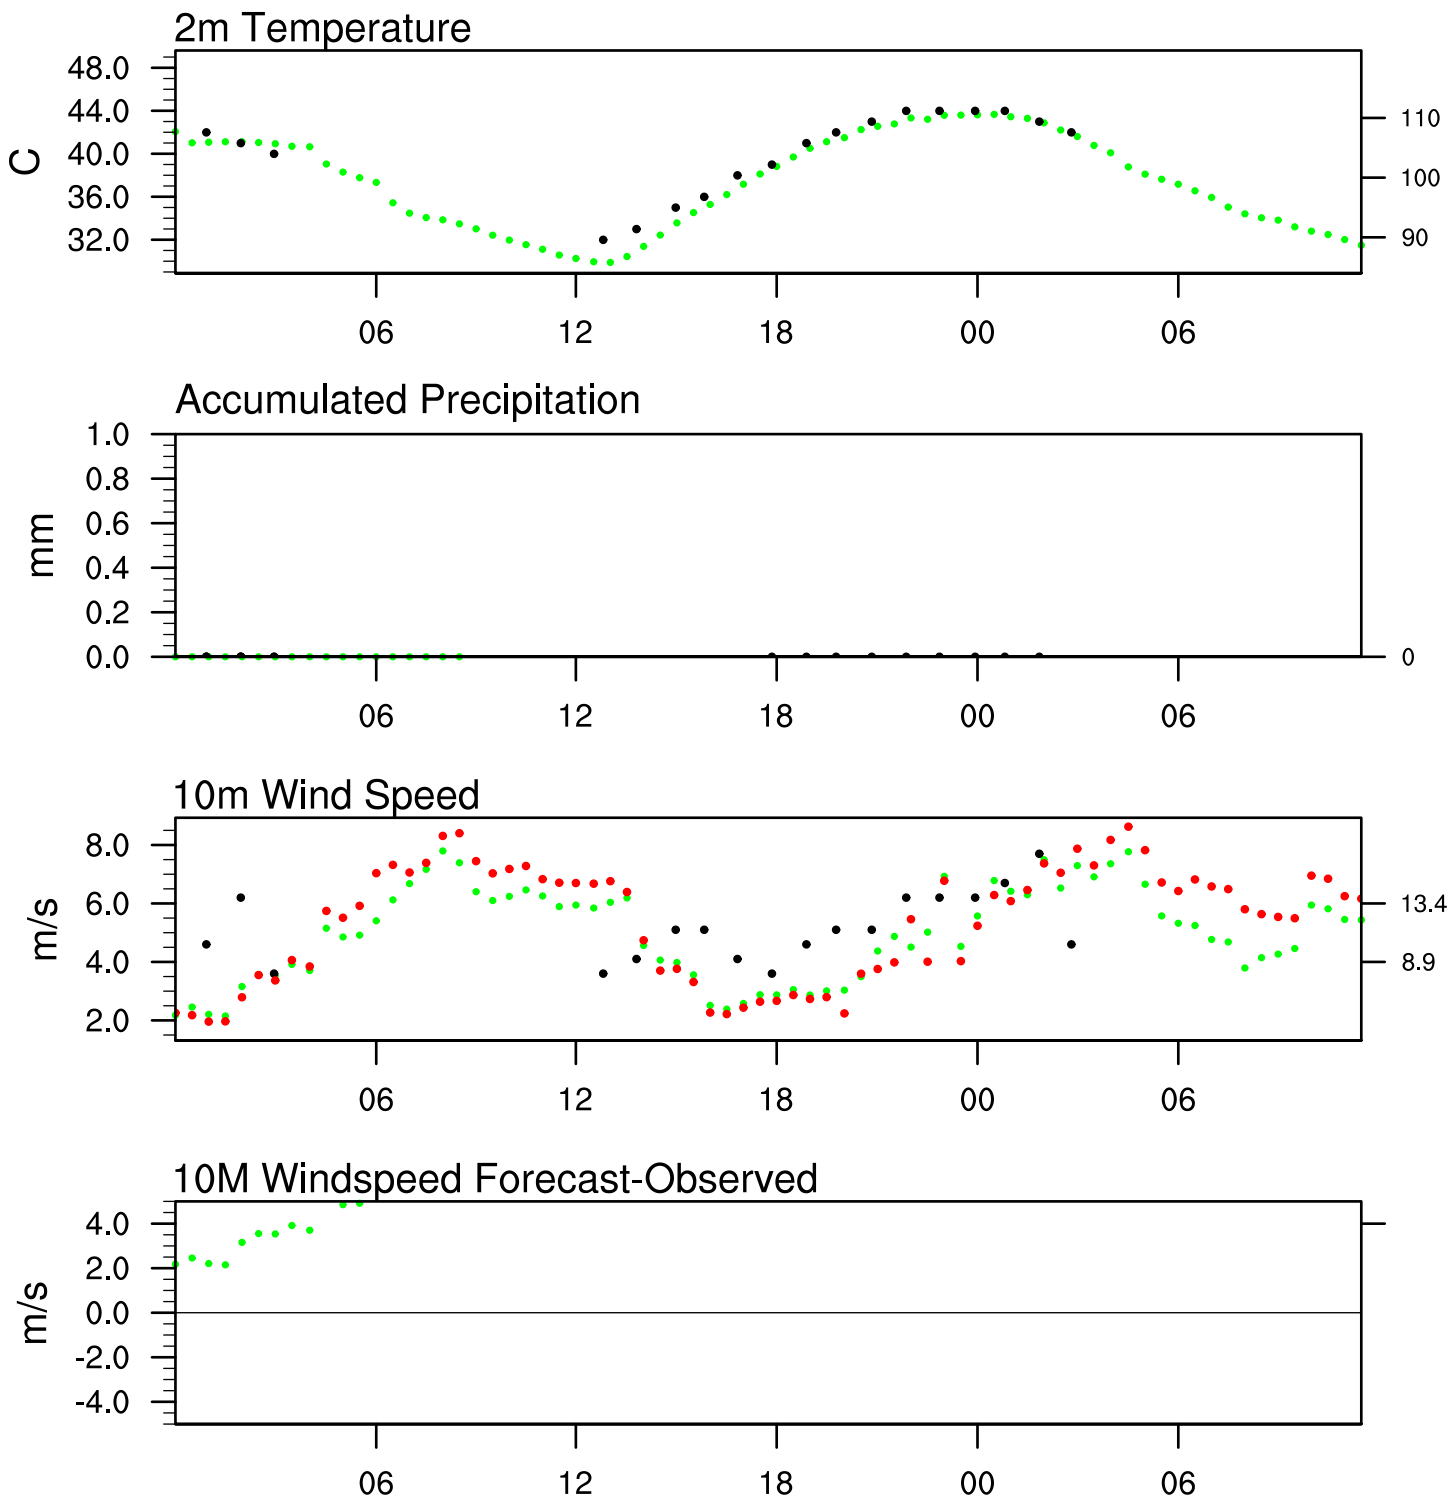 2m Temperature
48.0
44.0
40.0
36.0
32.0
C
110
100
90
06 12 18 00 06
Accumulated Precipitation
1.0
0.8
0.6
0.4
0.2
0.0
mm
0
06 12 18 00 06
10m Wind Speed
8.0
6.0
4.0
2.0
m/s
13.4
8.9
06 12 18 00 06
10M Windspeed Forecast-Observed
4.0
2.0
0.0
-2.0
-4.0
m/s
06 12 18 00 06